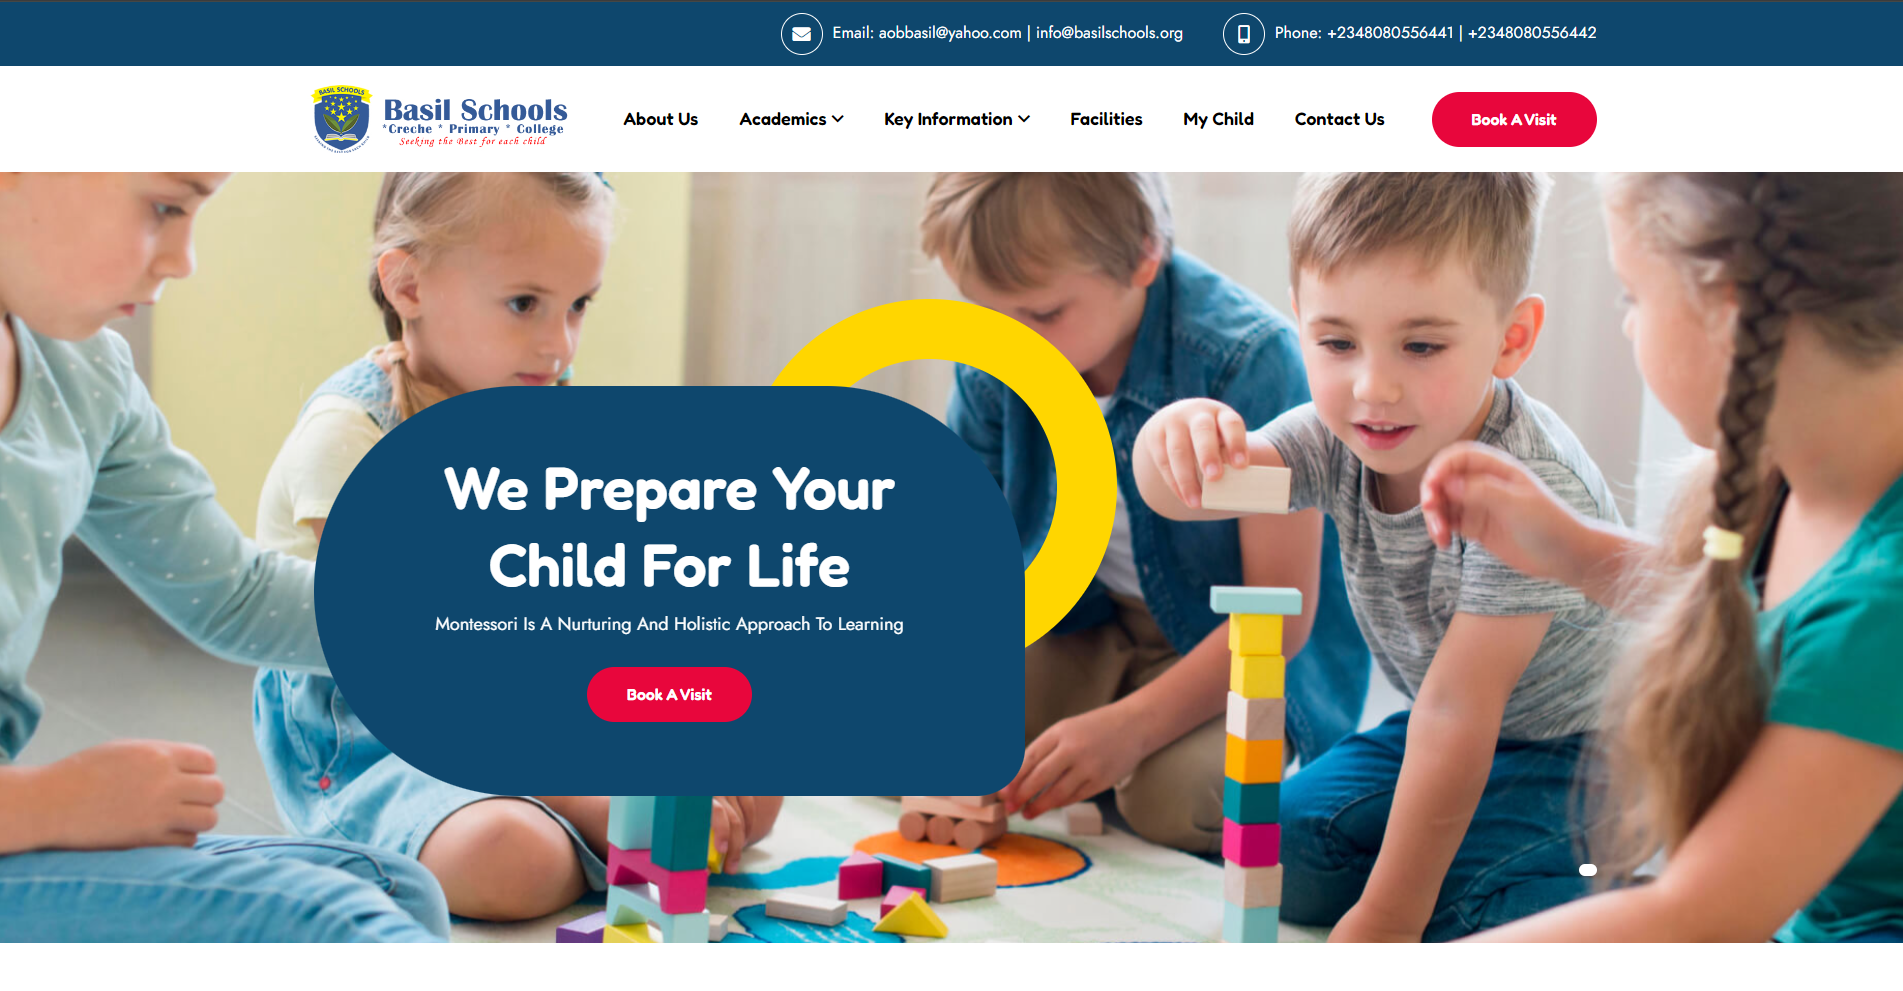 Email: aobbasil@yahoo.com | info@basilschools.org
Phone: +2348080556441 | +2348080556442
BASIL SCHOOLS
Basil Schools
*Creche * Primary * College
Seeking the Best for each child
About Us
Academics
Key Information
Facilities
My Child
Contact Us
Book A Visit
We Prepare Your
Child For Life
Montessori Is A Nurturing And Holistic Approach To Learning
Book A Visit